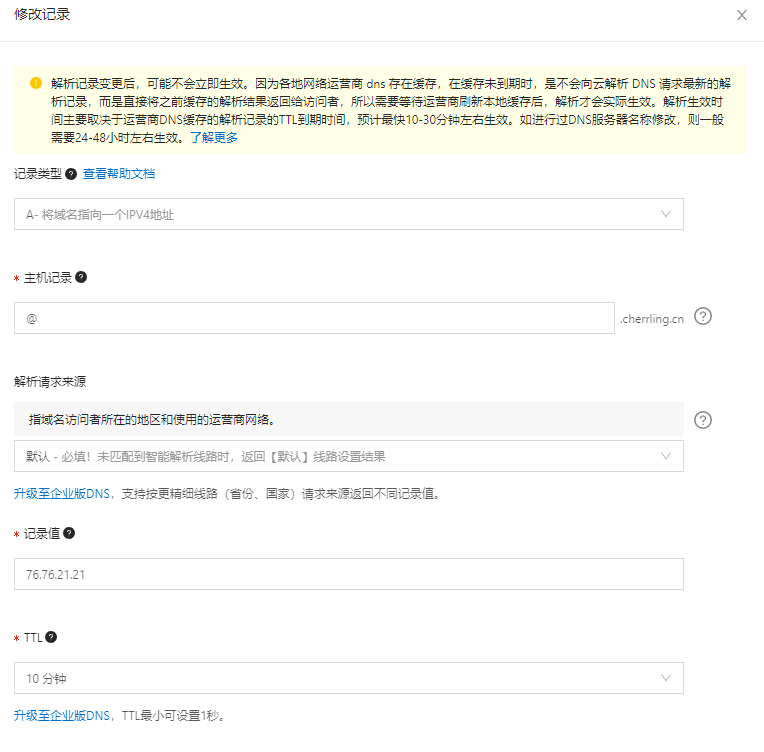 修改记录
解析记录变更后，可能不会立即生效。因为各地网络运营商 dns 存在缓存，在缓存未到期时，是不会向云解析 DNS 请求最新的解
析记录，而是直接将之前缓存的解析结果返回给访问者，所以需要等待运营商刷新本地缓存后，解析才会实际生效。解析生效时
间主要取决于运营商DNS缓存的解析记录的TTL到期时间，预计最快10-30分钟左右生效。如进行过DNS服务器名称修改，则一般
需要24-48小时左右生效。了解更多
记录类型 查看帮助文档
A- 将域名指向一个IPV4地址
* 主机记录
@ .cherrling.cn
解析请求来源
指域名访问者所在的地区和使用的运营商网络。
默认 - 必填！未匹配到智能解析线路时，返回【默认】线路设置结果
升级至企业版DNS，支持按更精细线路（省份、国家）请求来源返回不同记录值。
* 记录值
76.76.21.21
* TTL
10 分钟
升级至企业版DNS，TTL最小可设置1秒。